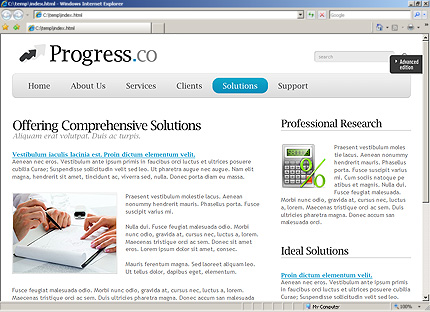 C:\temp\index.html - Windows Internet Explorer
C:\temp\index.html
Google
C:\temp\index.html
Progress.co
search
Advanced
edition
Home About Us Services Clients Solutions Support
Offering Comprehensive Solutions
Aliquam erat volutpat. Duis ac turpis.
Vestibulum iaculis lacinia est. Proin dictum elementum velit.
Aenean nec eros. Vestibulum ante ipsum primis in faucibus orci luctus et ultrices posuere
cubilia Curae; Suspendisse sollicitudin velit sed leo. Ut pharetra augue nec augue. Nam elit
magna, hendrerit sit amet, tincidunt ac, viverra sed, nulla. Donec porta diam eu massa.
Praesent vestibulum molestie lacus. Aenean
nonummy hendrerit mauris. Phasellus porta. Fusce
suscipit varius mi.
Nulla dui. Fusce feugiat malesuada odio. Morbi
nunc odio, gravida at, cursus nec, luctus a, lorem.
Maecenas tristique orci ac sem. Donec sit amet
eros. Lorem ipsum dolor sit amet, consec.
Mauris fermentum magna. Sed laoreet aliquam leo.
Ut tellus dolor, dapibus eget, elementum.
Fusce feugiat malesuada odio. Morbi nunc odio, gravida at, cursus nec, luctus a, lorem.
Maecenas tristique orci ac sem. Duis ultricies pharetra magna. Donec accum san malesuada
Professional Research
Praesent vestibulum moles
tie lacus. Aenean nonummy
hendrerit mauris. Phasellus
porta. Fusce suscipit varius
mi. Cum sociis natoque pe
atibus et magnis. Nulla dui.
Fusce feugiat malesuada.
Morbi nunc odio, gravida at, cursus nec, luctus
a, lorem. Maecenas tristique orci ac sem. Duis
ultricies pharetra magna. Donec accum san
malesuada orci.
Ideal Solutions
Proin dictum elementum velit.
Aenean nec eros. Vestibulum ante ipsum primis
in faucibus orci luctus et ultrices posuere
cubilia Curae; Suspendisse sollicitudin velit sed
My Computer
100%